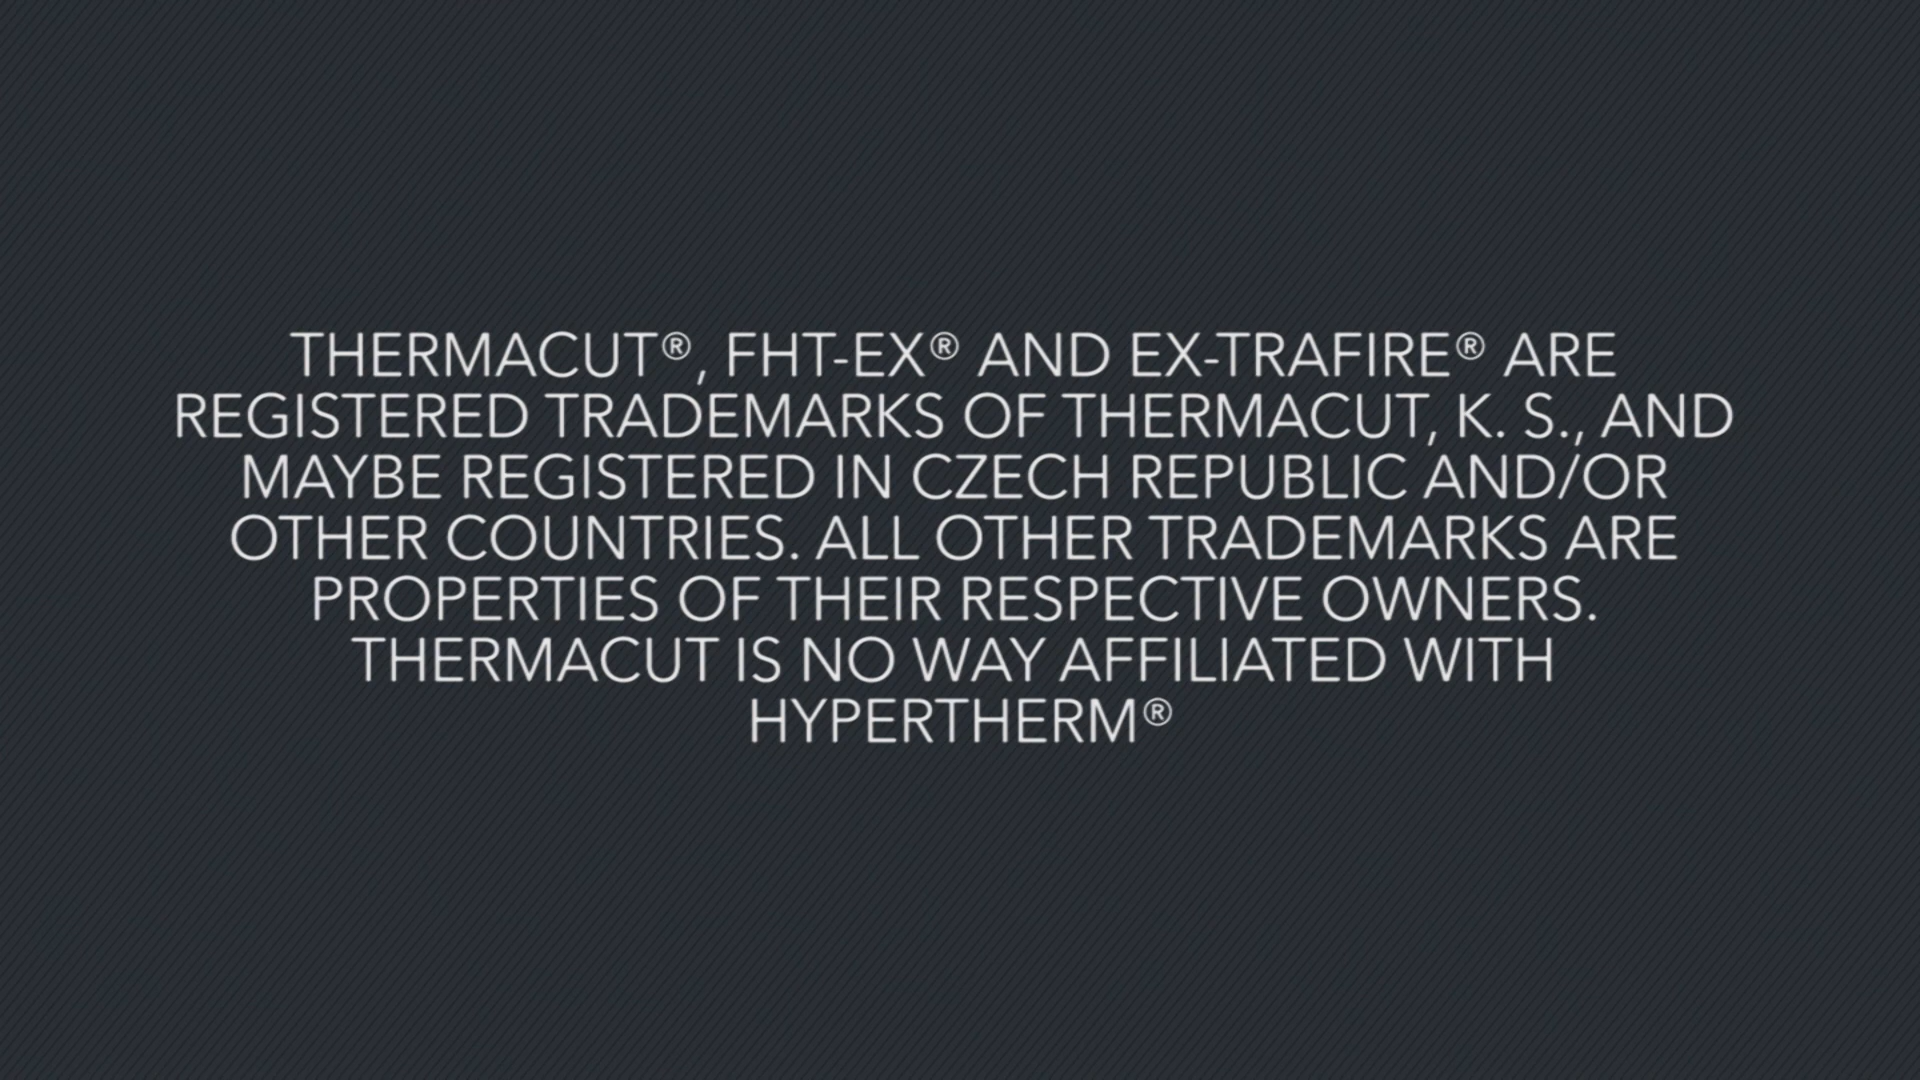 THERMACUT®, FHT-EX® AND EX-TRAFIRE® ARE
REGISTERED TRADEMARKS OF THERMACUT, K. S., AND
MAYBE REGISTERED IN CZECH REPUBLIC AND/OR
OTHER COUNTRIES. ALL OTHER TRADEMARKS ARE
PROPERTIES OF THEIR RESPECTIVE OWNERS.
THERMACUT IS NO WAY AFFILIATED WITH
HYPERTHERM®